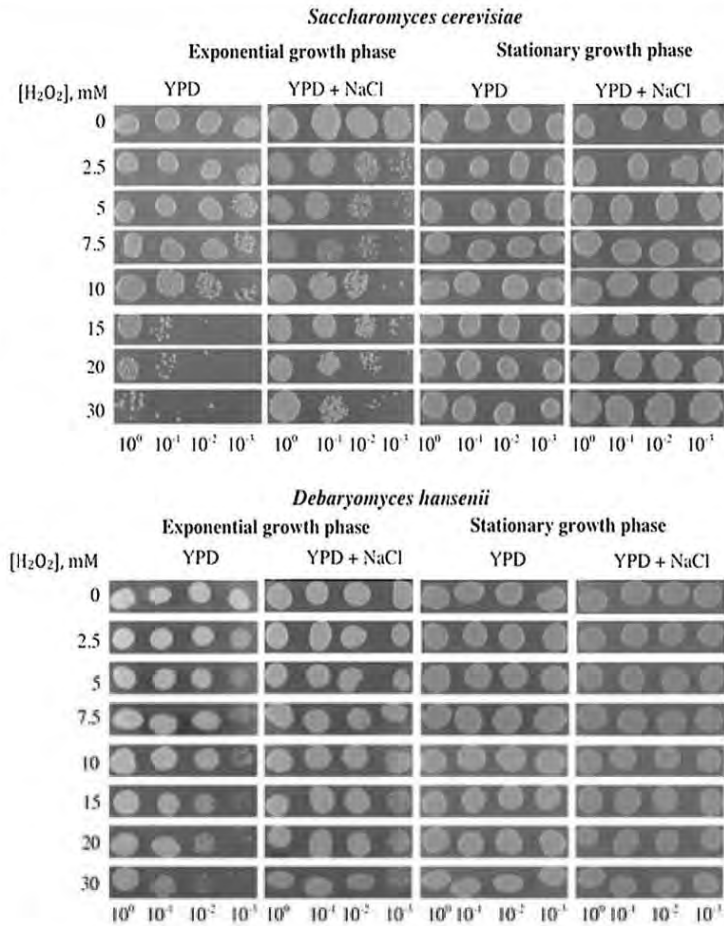 Saccharomyces cerevisiae
Exponential growth phase Stationary growth phase
[H₂O₂], mM YPD YPD + NaCl YPD YPD + NaCl
0
2.5
5
7.5
10
15
20
30
10⁰ 10⁻¹ 10⁻² 10⁻³ 10⁰ 10⁻¹ 10⁻² 10⁻³ 10⁰ 10⁻¹ 10⁻² 10⁻³ 10⁰ 10⁻¹ 10⁻² 10⁻³
Debaryomyces hansenii
Exponential growth phase Stationary growth phase
[H₂O₂], mM YPD YPD + NaCl YPD YPD + NaCl
0
2.5
5
7.5
10
15
20
30
10⁰ 10⁻¹ 10⁻² 10⁻³ 10⁰ 10⁻¹ 10⁻² 10⁻³ 10⁰ 10⁻¹ 10⁻² 10⁻³ 10⁰ 10⁻¹ 10⁻² 10⁻³